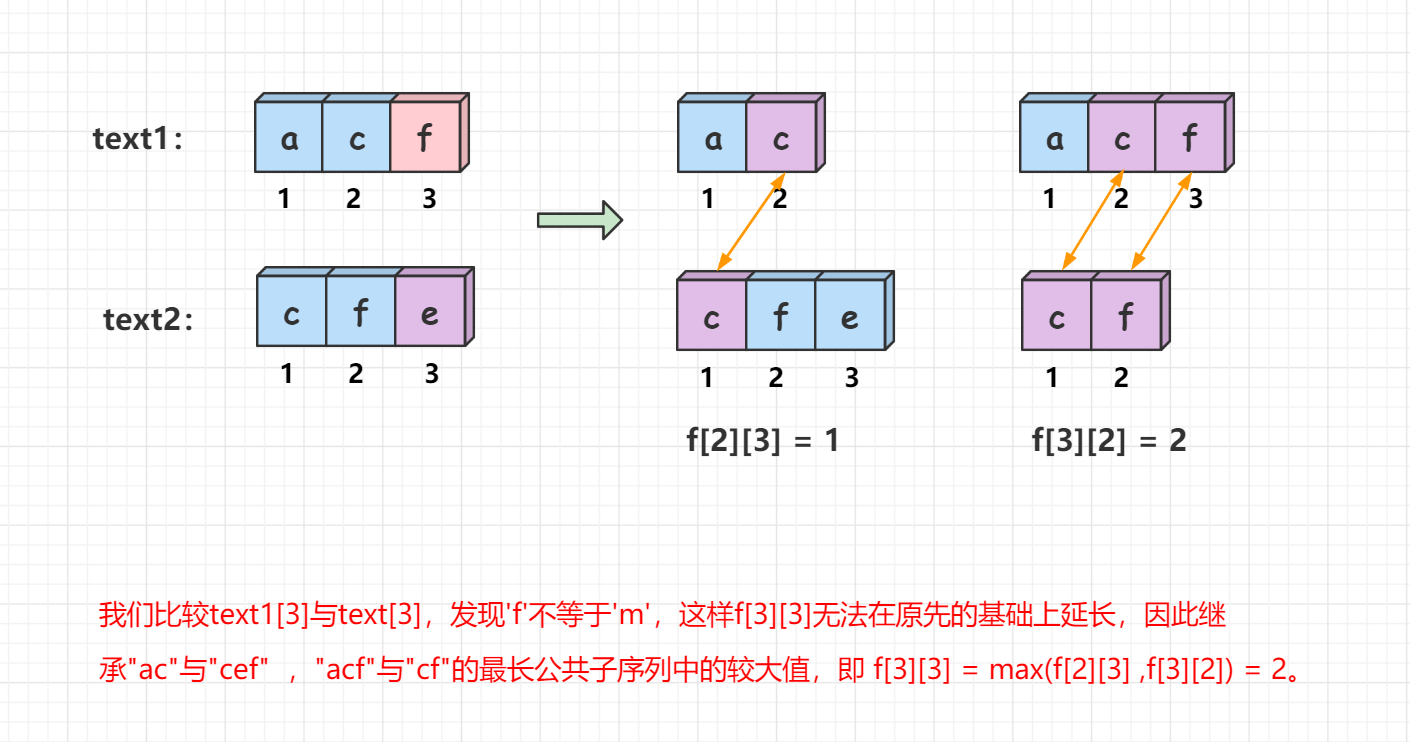 text1：
a c f
a c
a c f
1 2 3
1 2
1 2 3
text2：
c f e
c f e
c f
1 2 3
1 2 3
1 2
f[2][3] = 1
f[3][2] = 2
我们比较text1[3]与text[3]，发现'f'不等于'm'，这样f[3][3]无法在原先的基础上延长，因此继
承"ac"与"cef" ，"acf"与"cf"的最长公共子序列中的较大值，即 f[3][3] = max(f[2][3] ,f[3][2]) = 2。